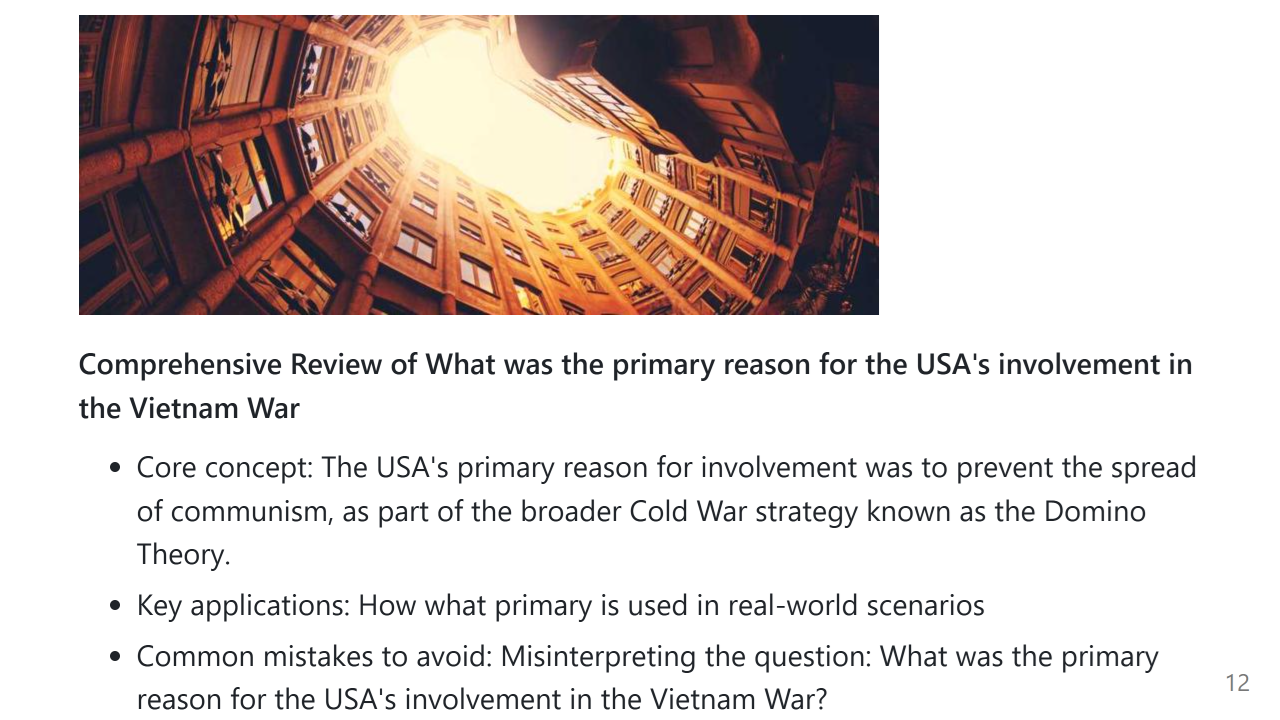 Comprehensive Review of What was the primary reason for the USA's involvement in
the Vietnam War
• Core concept: The USA's primary reason for involvement was to prevent the spread
of communism, as part of the broader Cold War strategy known as the Domino
Theory.
• Key applications: How what primary is used in real-world scenarios
• Common mistakes to avoid: Misinterpreting the question: What was the primary
reason for the USA's involvement in the Vietnam War?
12